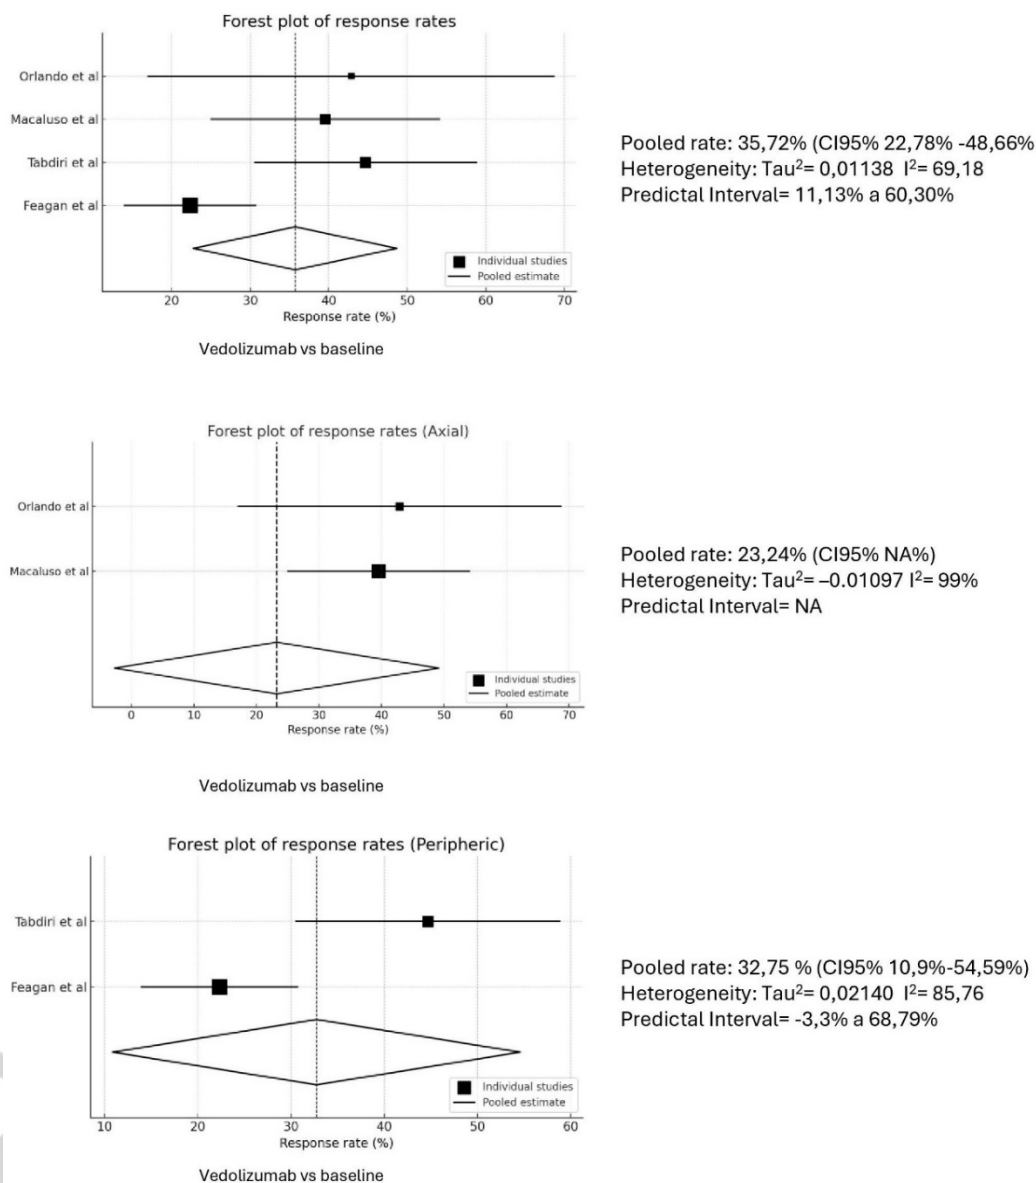 Forest plot of response rates
Orlando et al
Macaluso et al
Tabdiri et al
Feagan et al
Individual studies
Pooled estimate
20 30 40 50 60 70
Response rate (%)
Vedolizumab vs baseline
Pooled rate: 35,72% (CI95% 22,78% -48,66%
Heterogeneity: Tau²= 0,01138 I²= 69,18
Predictal Interval= 11,13% a 60,30%
Forest plot of response rates (Axial)
Orlando et al
Macaluso et al
Individual studies
Pooled estimate
0 10 20 30 40 50 60 70
Response rate (%)
Vedolizumab vs baseline
Pooled rate: 23,24% (CI95% NA%)
Heterogeneity: Tau²= –0.01097 I²= 99%
Predictal Interval= NA
Forest plot of response rates (Peripheric)
Tabdiri et al
Feagan et al
Individual studies
Pooled estimate
10 20 30 40 50 60
Response rate (%)
Vedolizumab vs baseline
Pooled rate: 32,75 % (CI95% 10,9%-54,59%)
Heterogeneity: Tau²= 0,02140 I²= 85,76
Predictal Interval= -3,3% a 68,79%